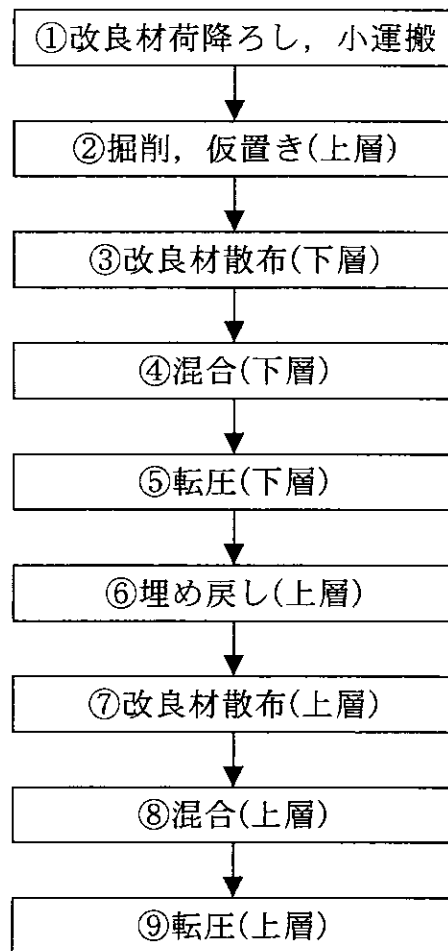 ①改良材荷降ろし，小運搬
②掘削，仮置き(上層)
③改良材散布(下層)
④混合(下層)
⑤転圧(下層)
⑥埋め戻し(上層)
⑦改良材散布(上層)
⑧混合(上層)
⑨転圧(上層)